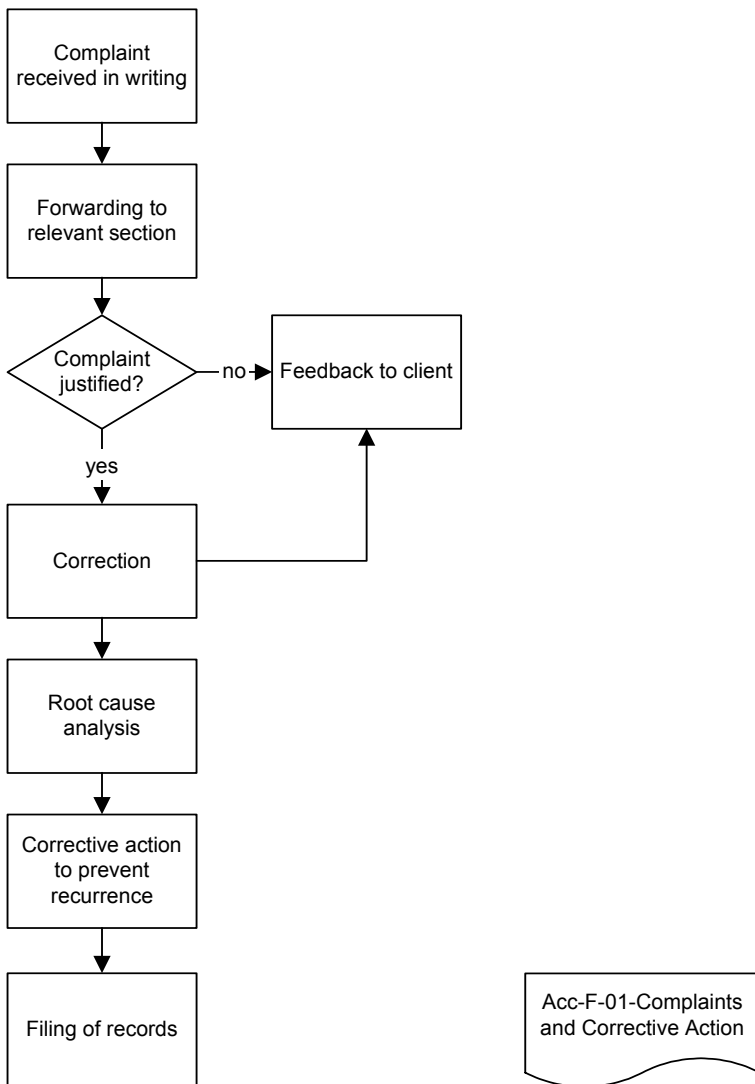 Complaint
received in writing
Forwarding to
relevant section
Complaint
justified?
no
Feedback to client
yes
Correction
Root cause
analysis
Corrective action
to prevent
recurrence
Filing of records
Acc-F-01-Complaints
and Corrective Action